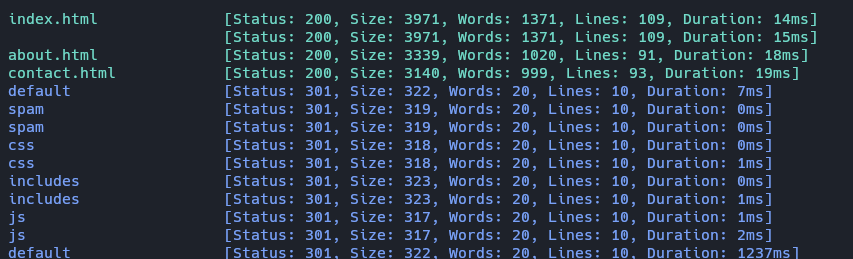 index.html [Status: 200, Size: 3971, Words: 1371, Lines: 109, Duration: 14ms]
[Status: 200, Size: 3971, Words: 1371, Lines: 109, Duration: 15ms]
about.html [Status: 200, Size: 3339, Words: 1020, Lines: 91, Duration: 18ms]
contact.html [Status: 200, Size: 3140, Words: 999, Lines: 93, Duration: 19ms]
default [Status: 301, Size: 322, Words: 20, Lines: 10, Duration: 7ms]
spam [Status: 301, Size: 319, Words: 20, Lines: 10, Duration: 0ms]
spam [Status: 301, Size: 319, Words: 20, Lines: 10, Duration: 0ms]
css [Status: 301, Size: 318, Words: 20, Lines: 10, Duration: 0ms]
css [Status: 301, Size: 318, Words: 20, Lines: 10, Duration: 1ms]
includes [Status: 301, Size: 323, Words: 20, Lines: 10, Duration: 0ms]
includes [Status: 301, Size: 323, Words: 20, Lines: 10, Duration: 1ms]
js [Status: 301, Size: 317, Words: 20, Lines: 10, Duration: 1ms]
js [Status: 301, Size: 317, Words: 20, Lines: 10, Duration: 2ms]
default [Status: 301, Size: 322, Words: 20, Lines: 10, Duration: 1237ms]